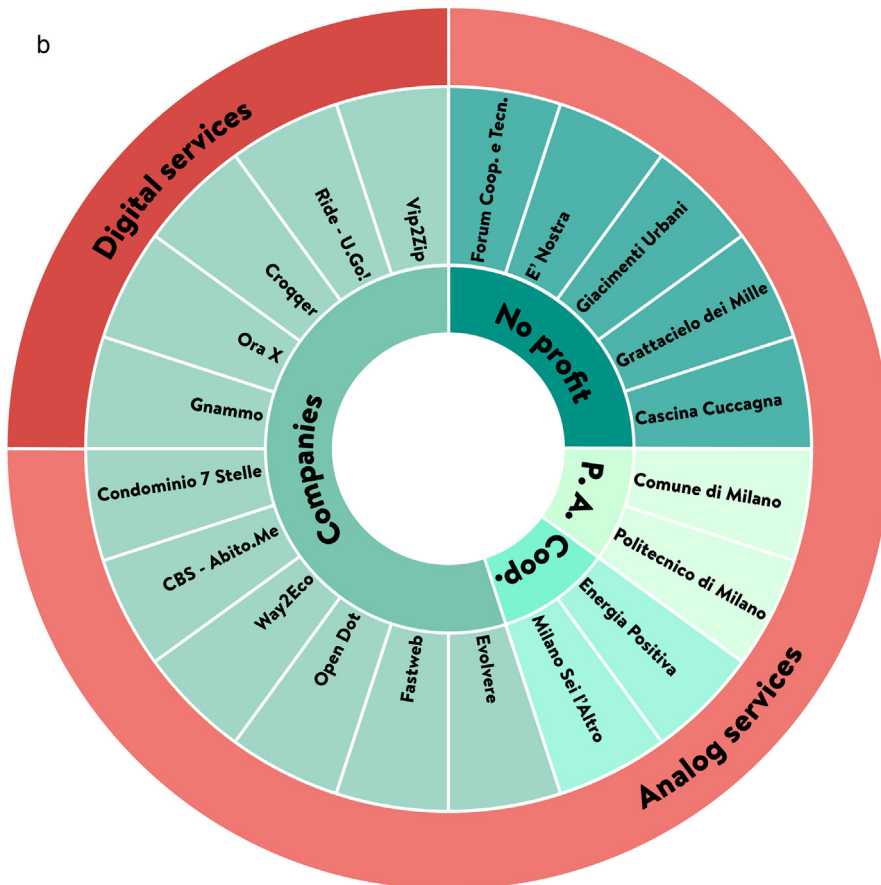 b
Digital services
Analog services
No profit
P. A.
Coop.
Companies
Forum Coop. e Tecn.
E' Nostra
Giacimenti Urbani
Grattacielo dei Mille
Cascina Cuccagna
Comune di Milano
Politecnico di Milano
Energia Positiva
Milano Sei l'Altro
Evolvere
Fastweb
Open Dot
Way2Eco
CBS - Abito.Me
Condominio 7 Stelle
Gnammo
Ora X
Croqqer
Ride - U.Go!
Vip2Zip